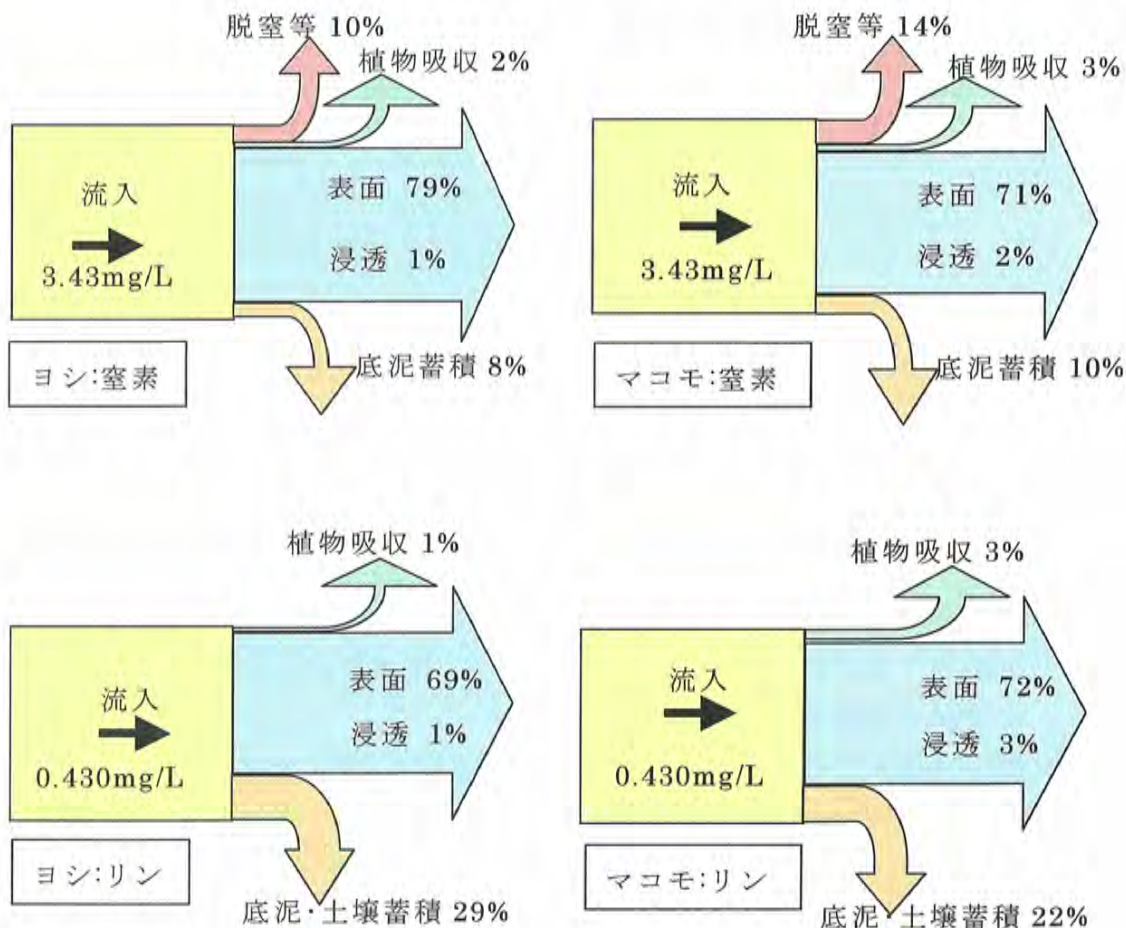 脱窒等 10%
植物吸収 2%
流入
3.43mg/L
表面 79%
浸透 1%
底泥蓄積 8%
ヨシ:窒素
脱窒等 14%
植物吸収 3%
流入
3.43mg/L
表面 71%
浸透 2%
底泥蓄積 10%
マコモ:窒素
植物吸収 1%
流入
0.430mg/L
表面 69%
浸透 1%
底泥・土壌蓄積 29%
ヨシ:リン
植物吸収 3%
流入
0.430mg/L
表面 72%
浸透 3%
底泥・土壌蓄積 22%
マコモ:リン